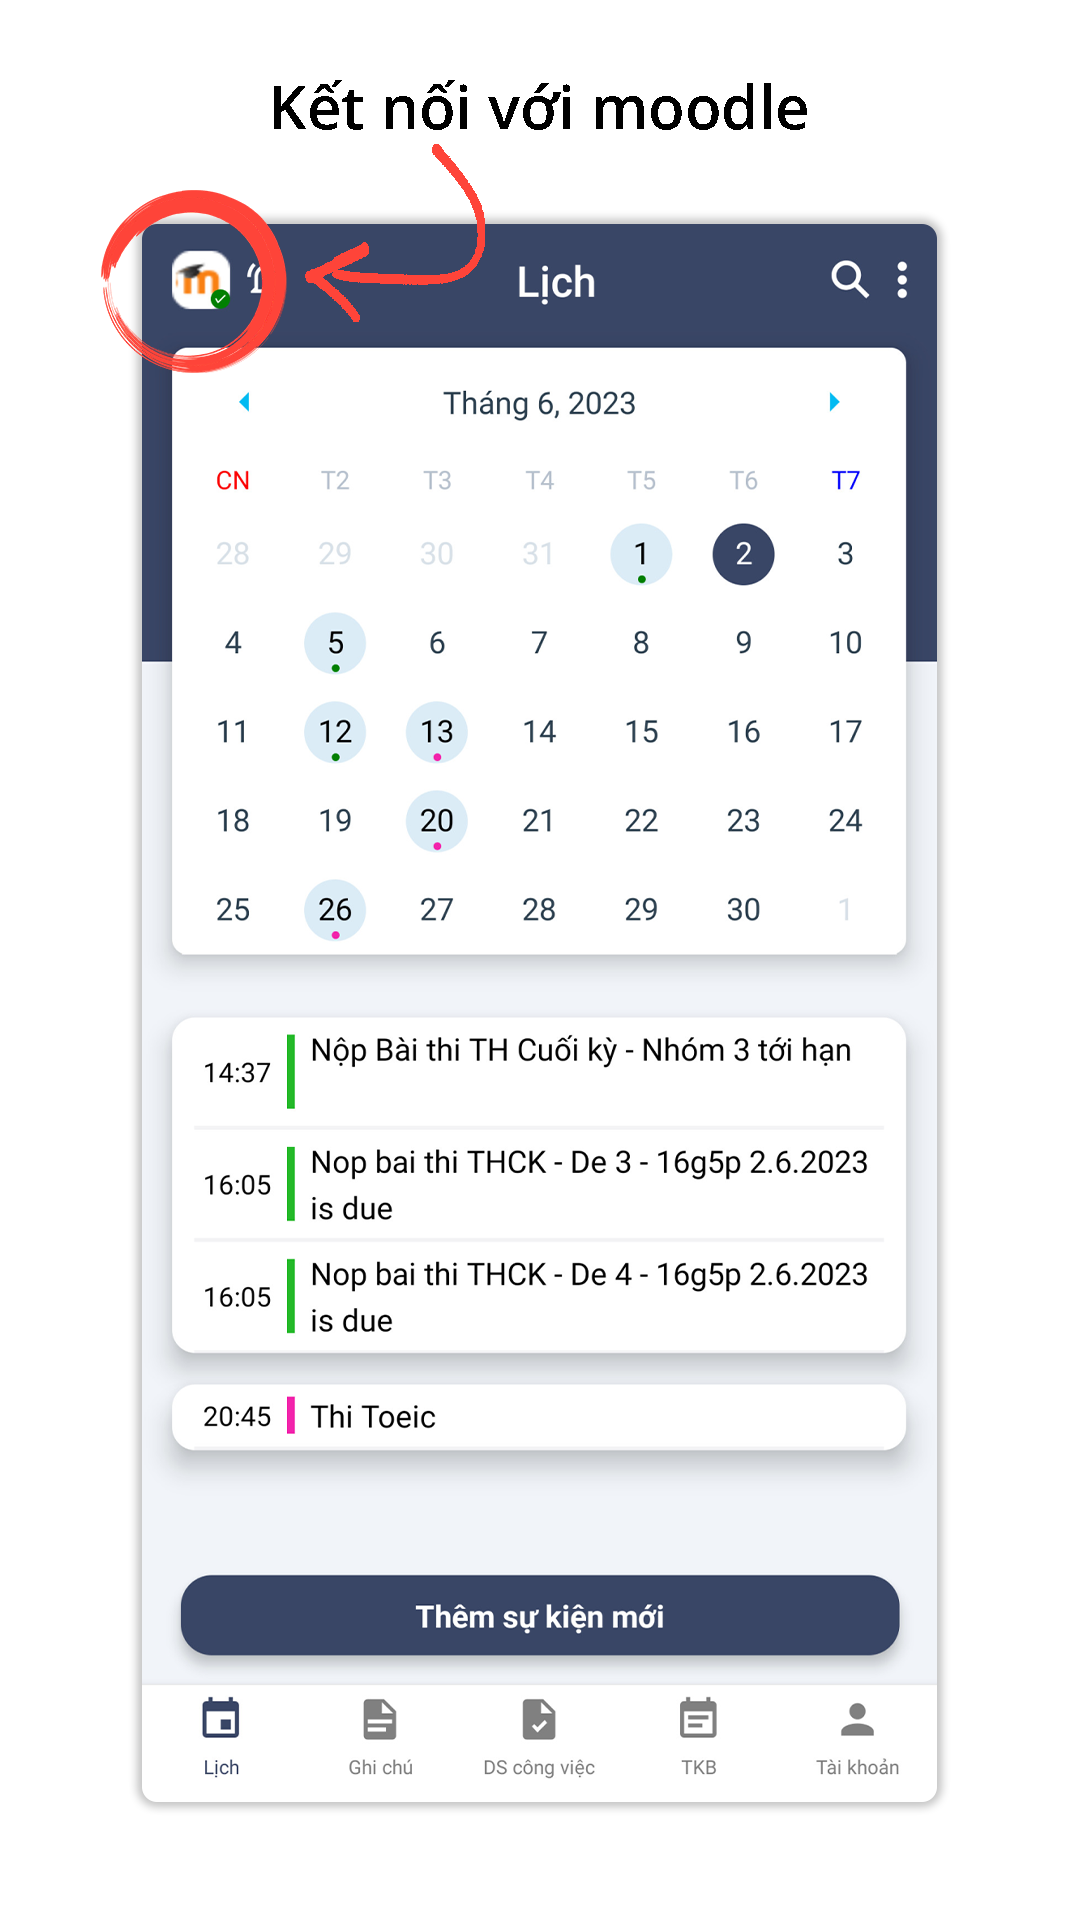 Kết nối với moodle
m
Lịch
Tháng 6, 2023
CN T2 T3 T4 T5 T6 T7
28 29 30 31 1 2 3
4 5 6 7 8 9 10
11 12 13 14 15 16 17
18 19 20 21 22 23 24
25 26 27 28 29 30 1
14:37 Nộp Bài thi TH Cuối kỳ - Nhóm 3 tới hạn
16:05 Nop bai thi THCK - De 3 - 16g5p 2.6.2023
is due
16:05 Nop bai thi THCK - De 4 - 16g5p 2.6.2023
is due
20:45 Thi Toeic
Thêm sự kiện mới
Lịch Ghi chú DS công việc TKB Tài khoản